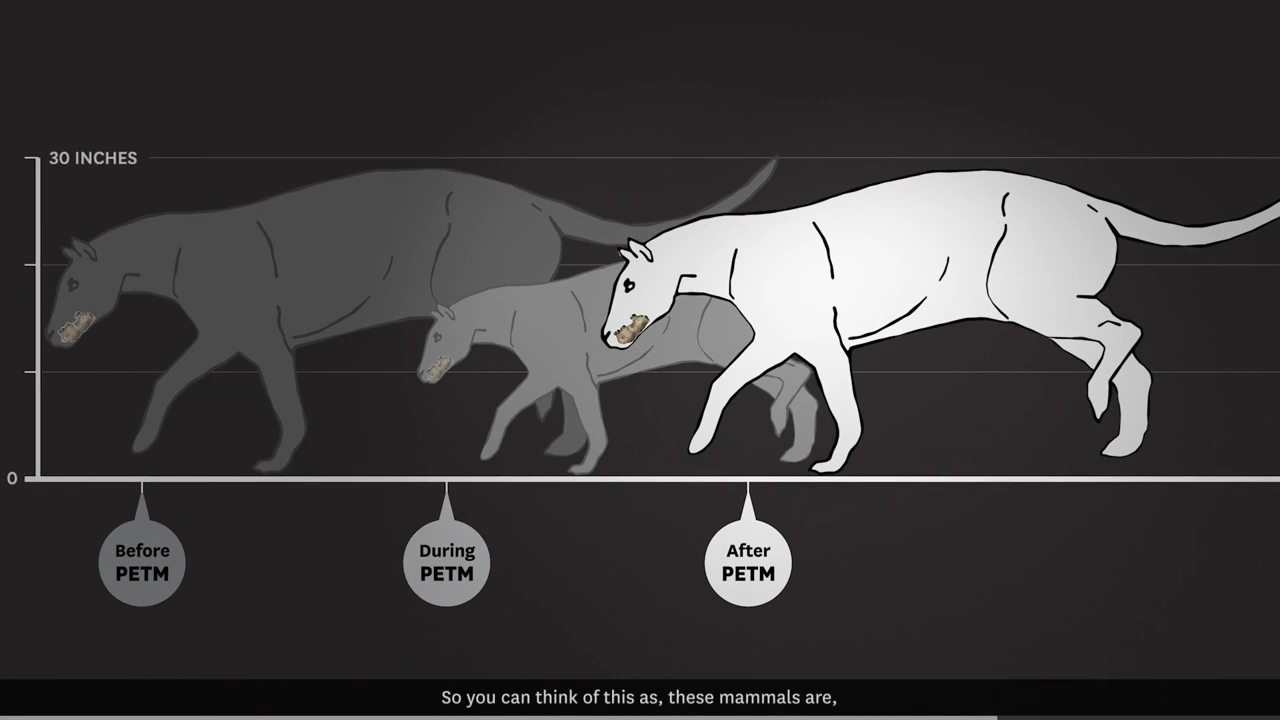 30 INCHES
0
Before
PETM
During
PETM
After
PETM
So you can think of this as, these mammals are,